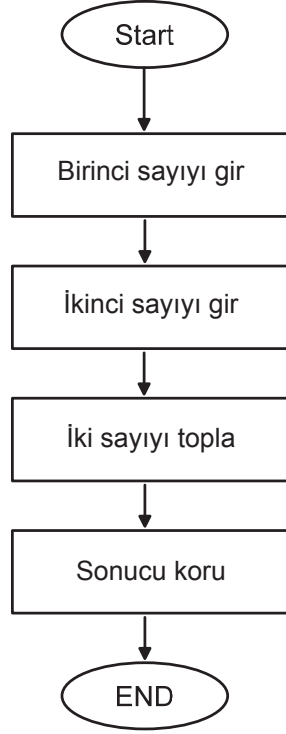 Start
Birinci sayıyı gir
İkinci sayıyı gir
İki sayıyı topla
Sonucu koru
END